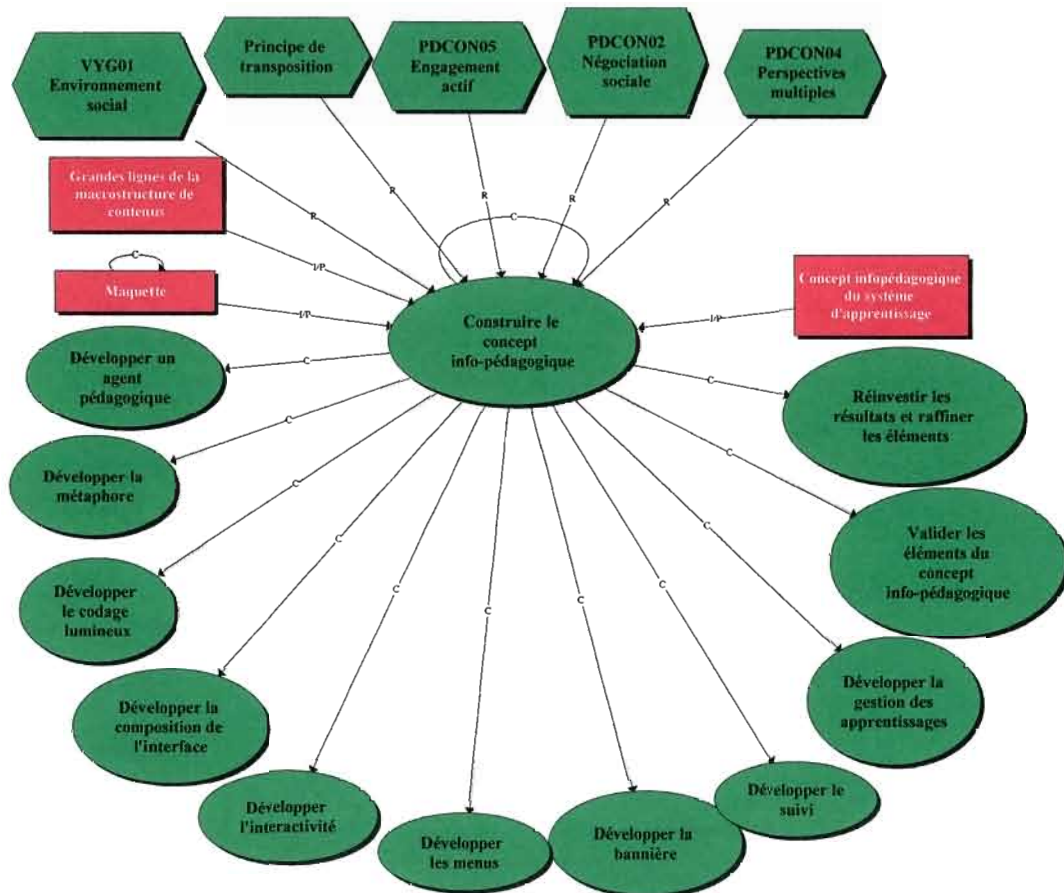 VYG01
Environnement
social
Principe de
transposition
PDCON05
Engagement
actif
PDCON02
Négociation
sociale
PDCON04
Perspectives
multiples
Grandes lignes de la
macrostructure de
contenus
R
R
R
R
R
C
I/P
C
Maquette
I/P
Construire le
concept
info-pédagogique
I/P
Concept infopédagogique
du système
d'apprentissage
C
Développer un
agent
pédagogique
C
Réinvestir les
résultats et raffiner
les éléments
C
Développer la
métaphore
C
Valider les
éléments du
concept
info-pédagogique
C
Développer
le codage
lumineux
C
Développer la
composition de
l'interface
C
Développer
l'interactivité
C
Développer
les menus
C
Développer la
bannière
C
Développer le
suivi
C
Développer la
gestion des
apprentissages